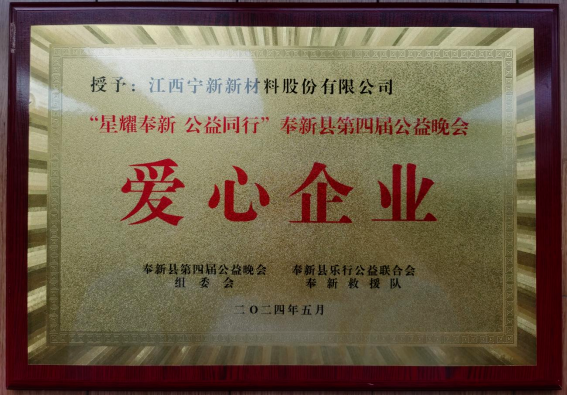 授予：江西宁新新材料股份有限公司
“星耀奉新 公益同行”奉新县第四届公益晚会
爱心企业
奉新县第四届公益晚会 奉新县乐行公益联合会
组委会 奉新救援队
二〇二四年五月